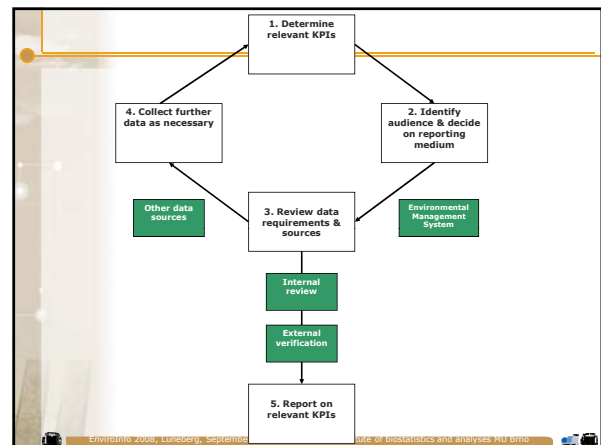 1. Determine
relevant KPIs
4. Collect further
data as necessary
2. Identify
audience & decide
on reporting
medium
Other data
sources
3. Review data
requirements &
sources
Environmental
Management
System
Internal
review
External
verification
5. Report on
relevant KPIs
EnviroInfo 2008, Luneberg, September ute of biostatistics and analyses MU Brno